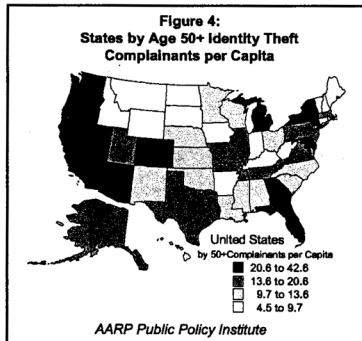 Figure 4:
States by Age 50+ Identity Theft
Complainants per Capita
United States
by 50+Complainants per Capita
20.6 to 42.6
13.6 to 20.6
9.7 to 13.6
4.5 to 9.7
AARP Public Policy Institute